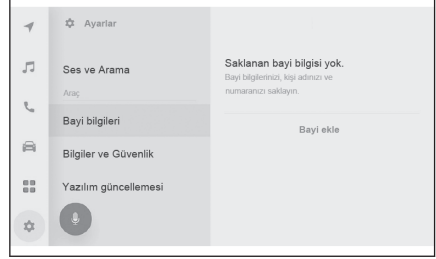 Ayarlar
Ses ve Arama
Araç
Bayi bilgileri
Bilgiler ve Güvenlik
Yazılım güncellemesi
Saklanan bayi bilgisi yok.
Bayi bilgilerinizi, kişi adınızı ve
numaranızı saklayın.
Bayi ekle